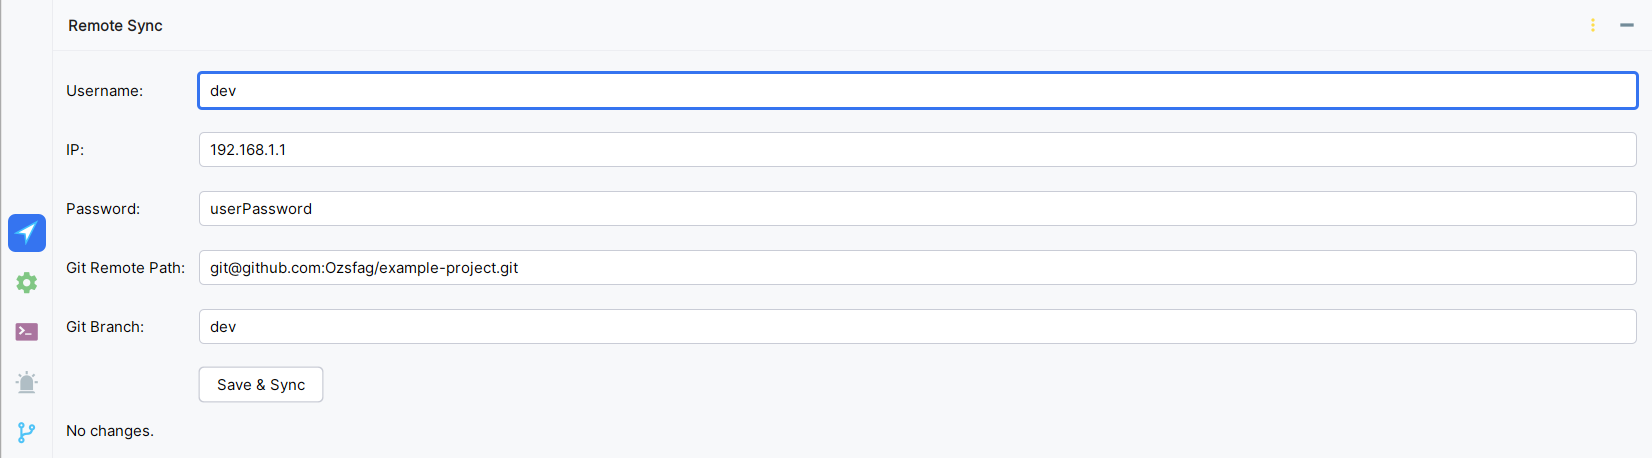 Remote Sync
Username: dev
IP: 192.168.1.1
Password: userPassword
Git Remote Path: git@github.com:Ozsfag/example-project.git
Git Branch: dev
Save & Sync
No changes.